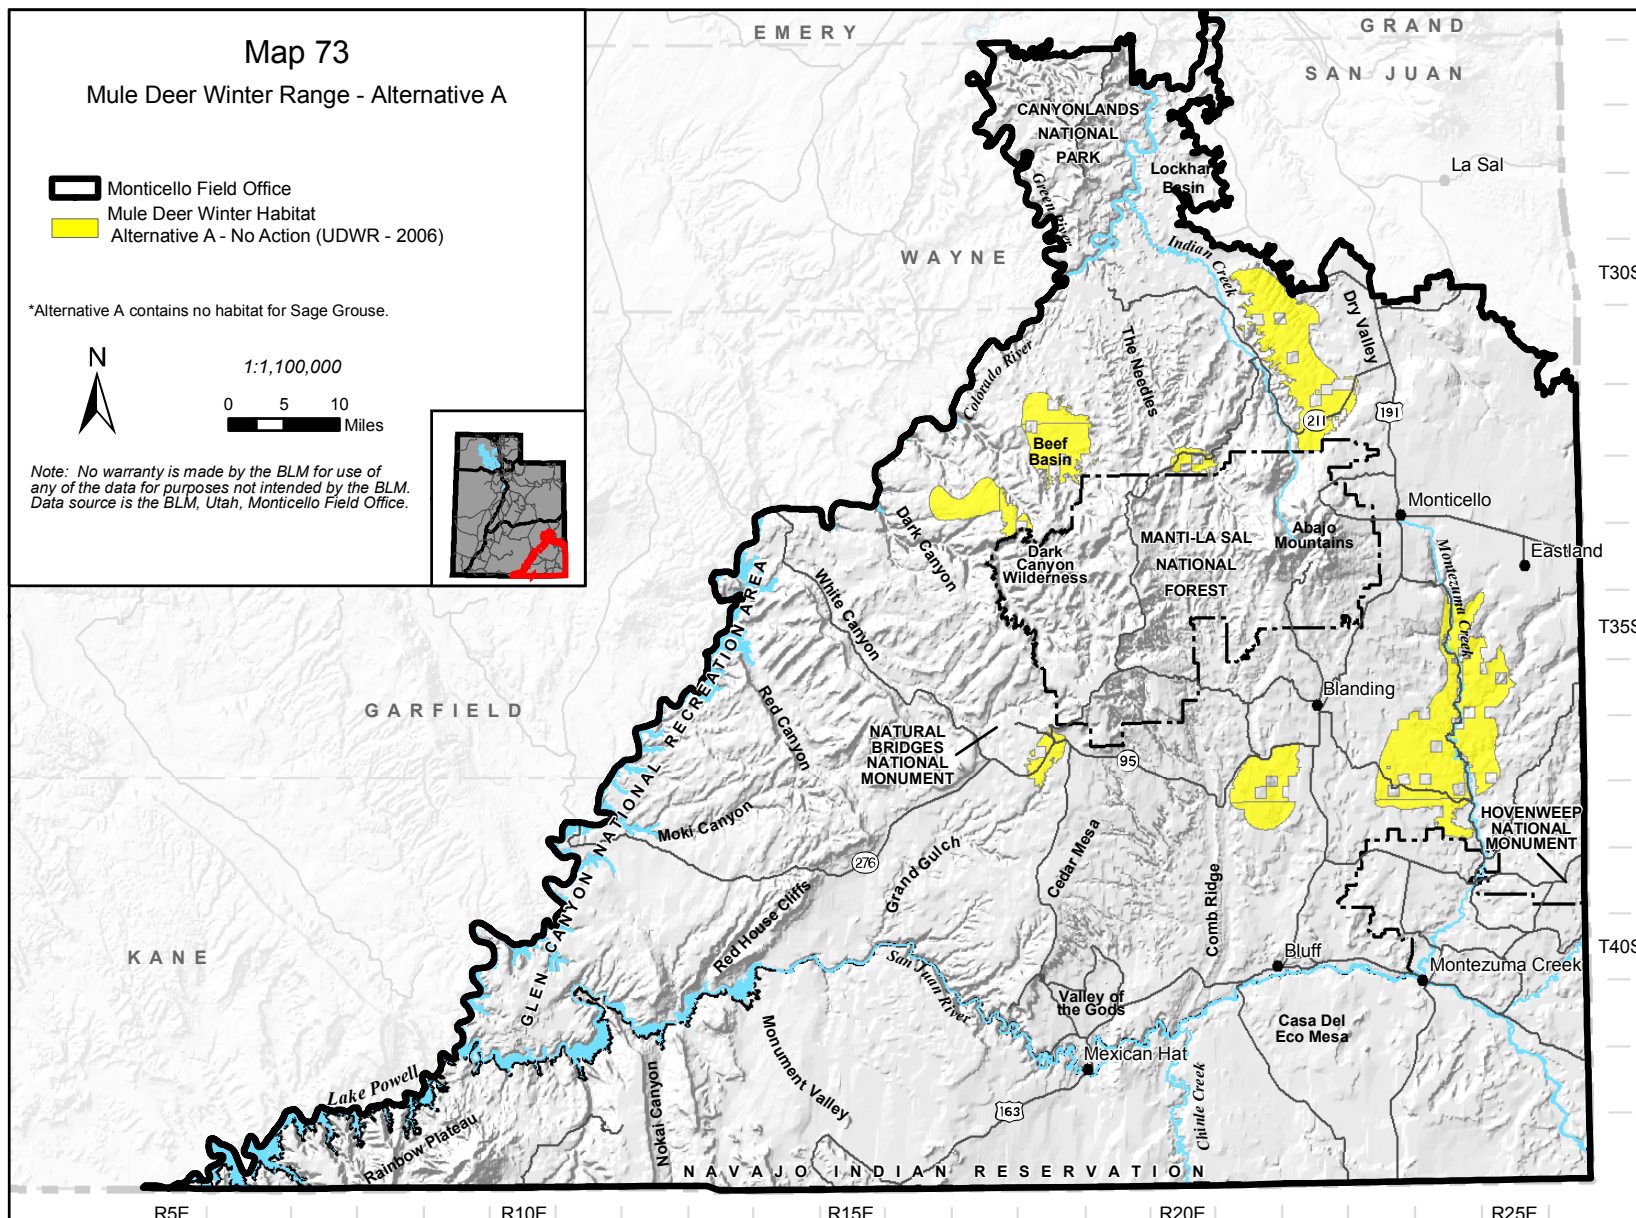 Map 73
Mule Deer Winter Range - Alternative A
Monticello Field Office
Mule Deer Winter Habitat
Alternative A - No Action (UDWR - 2006)
*Alternative A contains no habitat for Sage Grouse.
N
1:1,100,000
0 5 10
Miles
Note: No warranty is made by the BLM for use of
any of the data for purposes not intended by the BLM.
Data source is the BLM, Utah, Monticello Field Office.
EMERY
GRAND
SAN JUAN
CANYONLANDS
NATIONAL
PARK
Lockhar
Basin
La Sal
Green River
WAYNE
Indian Creek
T30S
Dry Valley
The Needles
Colorado River
191
211
Beef
Basin
Monticello
Dark Canyon
Dark
Canyon
Wilderness
MANTI-LA SAL
NATIONAL
FOREST
Abajo
Mountains
Eastland
Montezuma Creek
White Canyon
T35S
GLEN CANYON NATIONAL RECREATION AREA
Red Canyon
Blanding
GARFIELD
NATURAL
BRIDGES
NATIONAL
MONUMENT
95
Moki Canyon
HOVENWEEP
NATIONAL
MONUMENT
276
Grand Gulch
Cedar Mesa
Comb Ridge
Red House Cliffs
KANE
T40S
Bluff
Montezuma Creek
San Juan River
Valley of
the Gods
Casa Del
Eco Mesa
Mexican Hat
Monument Valley
Lake Powell
Nokai Canyon
163
Chinle Creek
Rainbow Plateau
NAVAJO INDIAN RESERVATION
R5E
R10E
R15E
R20E
R25E